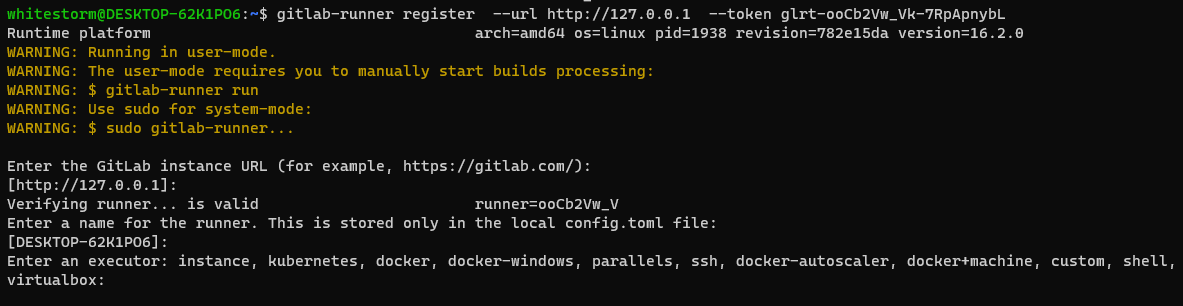 whitestorm@DESKTOP-62K1PO6:~$ gitlab-runner register  --url http://127.0.0.1  --token glrt-ooCb2Vw_Vk-7RpApnybL
Runtime platform                                    arch=amd64 os=linux pid=1938 revision=782e15da version=16.2.0
WARNING: Running in user-mode.
WARNING: The user-mode requires you to manually start builds processing:
WARNING: $ gitlab-runner run
WARNING: Use sudo for system-mode:
WARNING: $ sudo gitlab-runner...
Enter the GitLab instance URL (for example, https://gitlab.com/):
[http://127.0.0.1]:
Verifying runner... is valid                        runner=ooCb2Vw_V
Enter a name for the runner. This is stored only in the local config.toml file:
[DESKTOP-62K1PO6]:
Enter an executor: instance, kubernetes, docker, docker-windows, parallels, ssh, docker-autoscaler, docker+machine, custom, shell,
virtualbox: